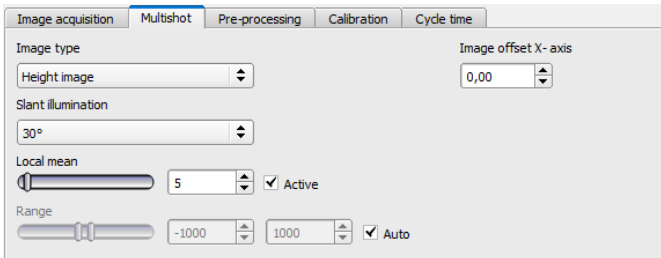 Image acquisition Multishot Pre-processing Calibration Cycle time
Image type Image offset X- axis
Height image 0,00
Slant illumination
30°
Local mean
5 Active
Range
-1000 1000 Auto